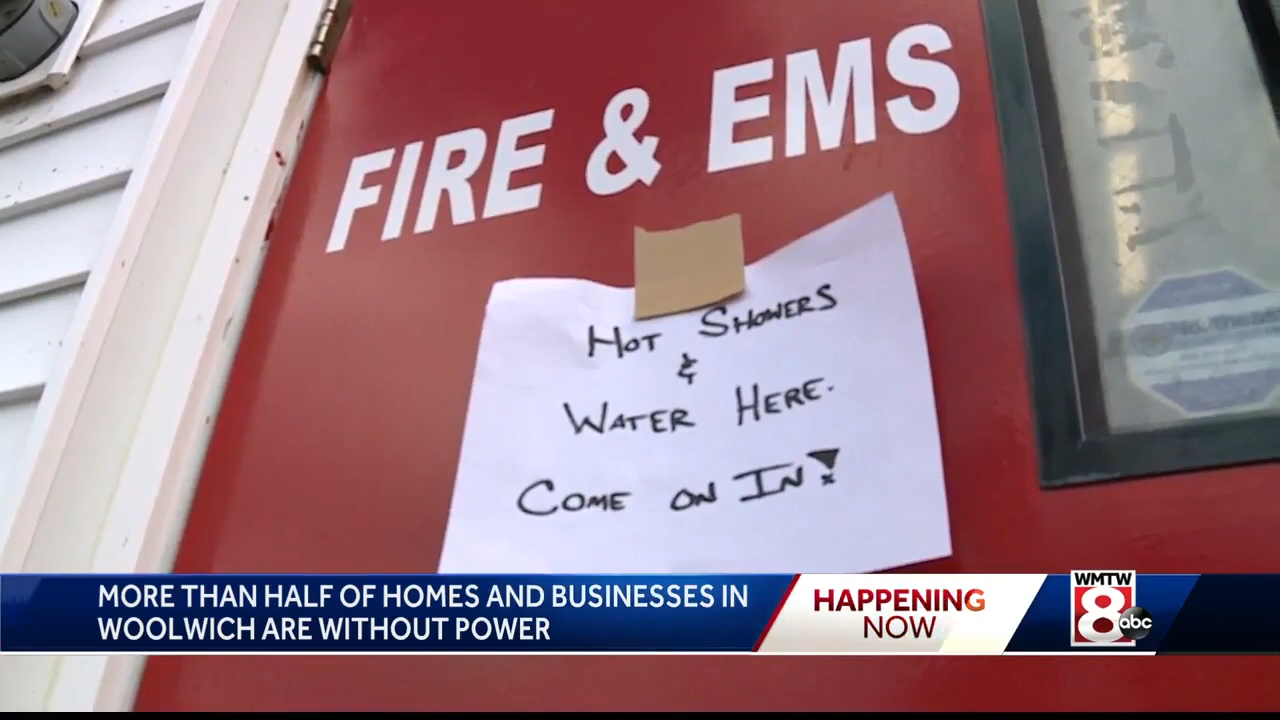 FIRE & EMS
HOT SHOWERS
&
WATER HERE.
COME ON IN!
MORE THAN HALF OF HOMES AND BUSINESSES IN
WOOLWICH ARE WITHOUT POWER
HAPPENING
NOW
WMTW
8
abc